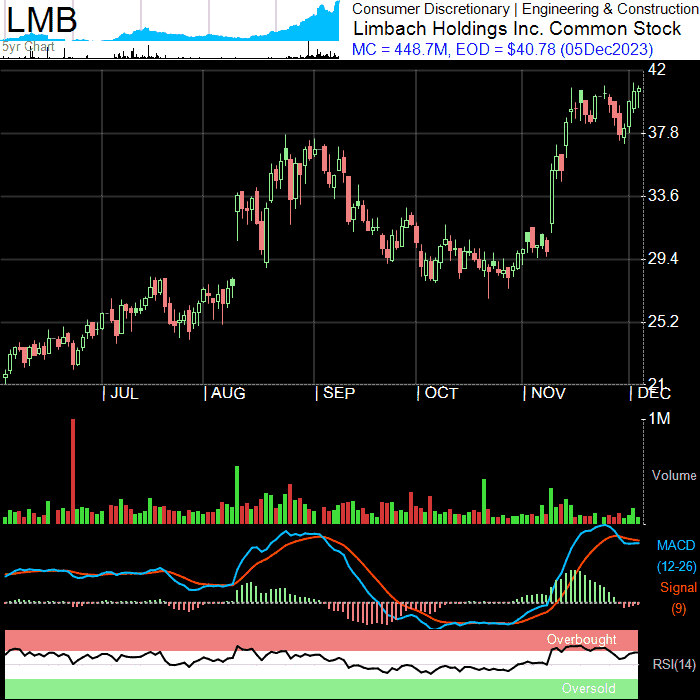 LMB
5yr Chart
Consumer Discretionary | Engineering & Construction
Limbach Holdings Inc. Common Stock
MC = 448.7M, EOD = $40.78 (05Dec2023)
42
37.8
33.6
29.4
25.2
21
| JUL | AUG | SEP | OCT | NOV | DEC
1M
Volume
MACD
(12-26)
Signal
(9)
Overbought
RSI(14)
Oversold